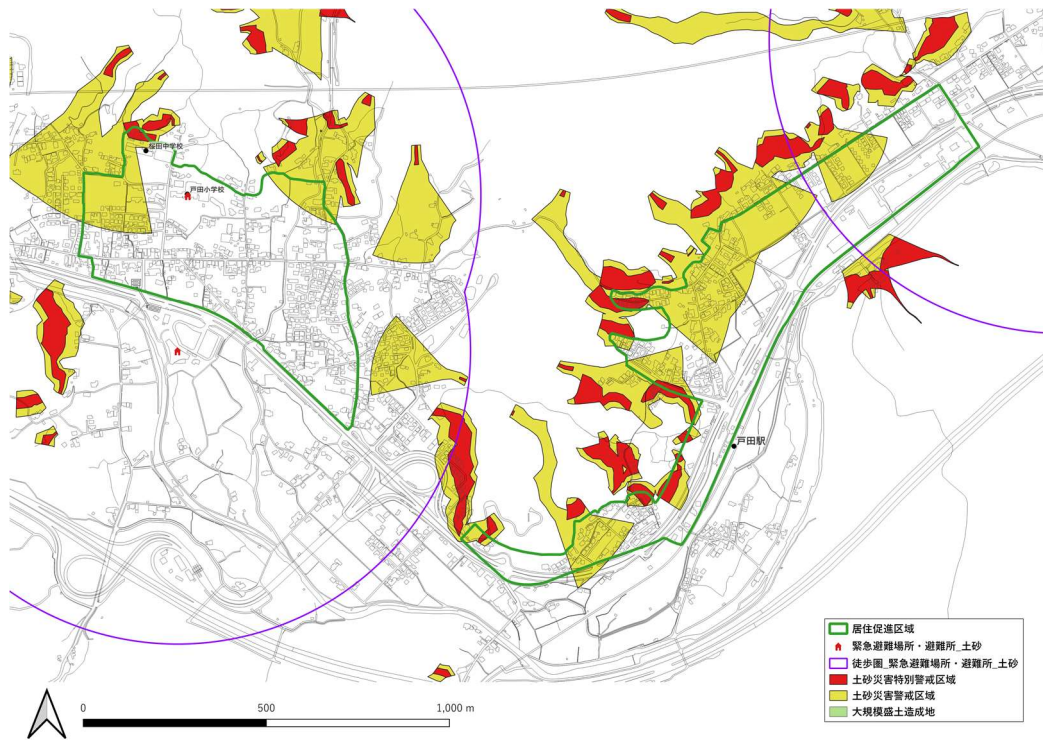 桜田中学校
戸田小学校
戸田駅
居住促進区域
緊急避難場所・避難所_土砂
徒歩圏_緊急避難場所・避難所_土砂
土砂災害特別警戒区域
土砂災害警戒区域
大規模盛土造成地
0 500 1,000 m